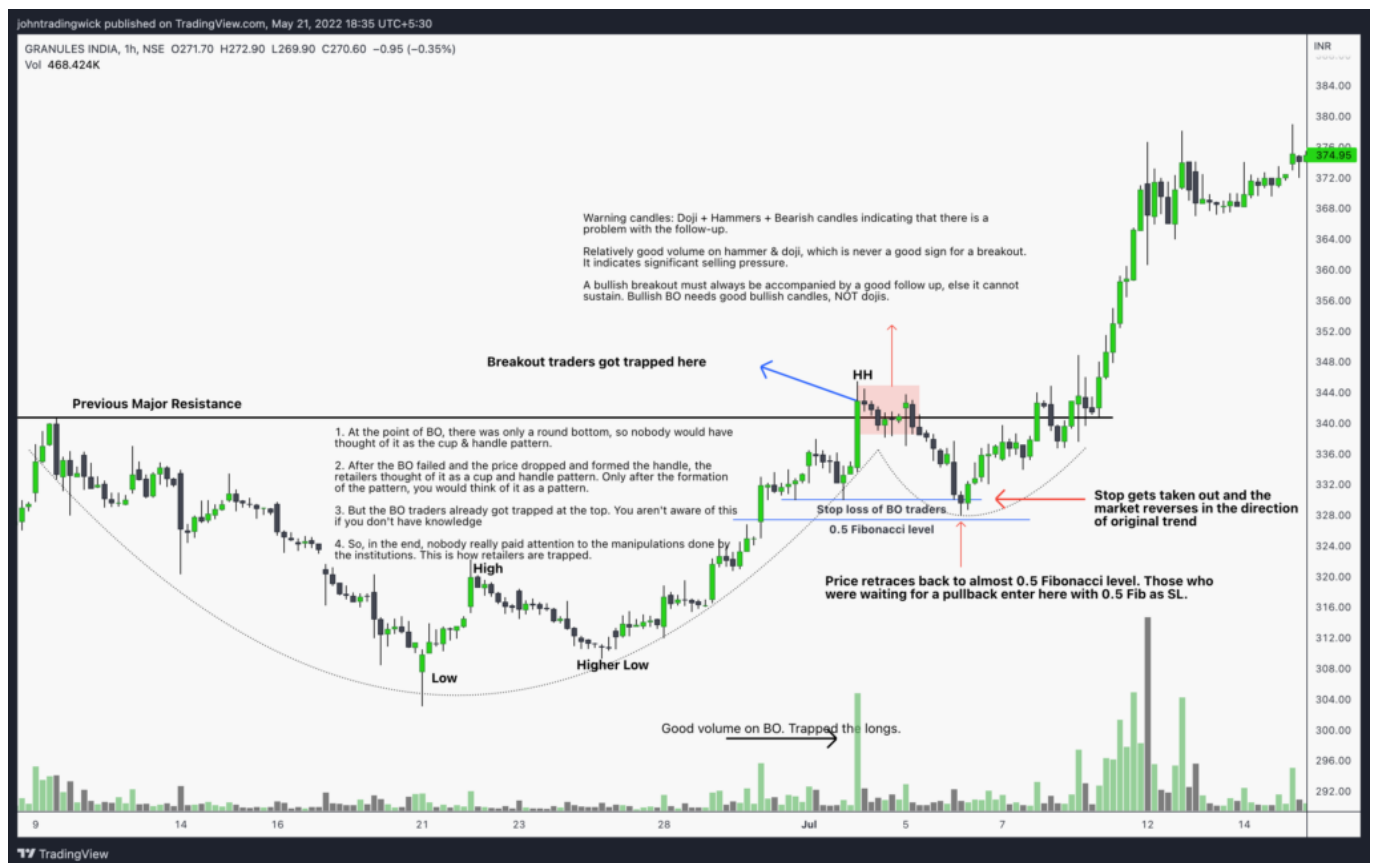 johntradingwick published on TradingView.com, May 21, 2022 18:35 UTC+5:30
GRANULES INDIA, 1h, NSE O271.70 H272.90 L269.90 C270.60 −0.95 (−0.35%)
Vol 468.424K
INR
384.00
380.00
376.00
374.95
372.00
368.00
364.00
360.00
356.00
352.00
348.00
344.00
340.00
336.00
332.00
328.00
324.00
320.00
316.00
312.00
308.00
304.00
300.00
296.00
292.00
Warning candles: Doji + Hammers + Bearish candles indicating that there is a
problem with the follow-up.
Relatively good volume on hammer & doji, which is never a good sign for a breakout.
It indicates significant selling pressure.
A bullish breakout must always be accompanied by a good follow up, else it cannot
sustain. Bullish BO needs good bullish candles, NOT dojis.
Breakout traders got trapped here
HH
Previous Major Resistance
1. At the point of BO, there was only a round bottom, so nobody would have
thought of it as the cup & handle pattern.
2. After the BO failed and the price dropped and formed the handle, the
retailers thought of it as a cup and handle pattern. Only after the formation
of the pattern, you would think of it as a pattern.
3. But the BO traders already got trapped at the top. You aren't aware of this
if you don't have knowledge
4. So, in the end, nobody really paid attention to the manipulations done by
the institutions. This is how retailers are trapped.
Stop loss of BO traders
0.5 Fibonacci level
Stop gets taken out and the
market reverses in the direction
of original trend
High
Price retraces back to almost 0.5 Fibonacci level. Those who
were waiting for a pullback enter here with 0.5 Fib as SL.
Higher Low
Low
Good volume on BO. Trapped the longs.
9 14 16 21 23 28 Jul 5 7 12 14
TradingView